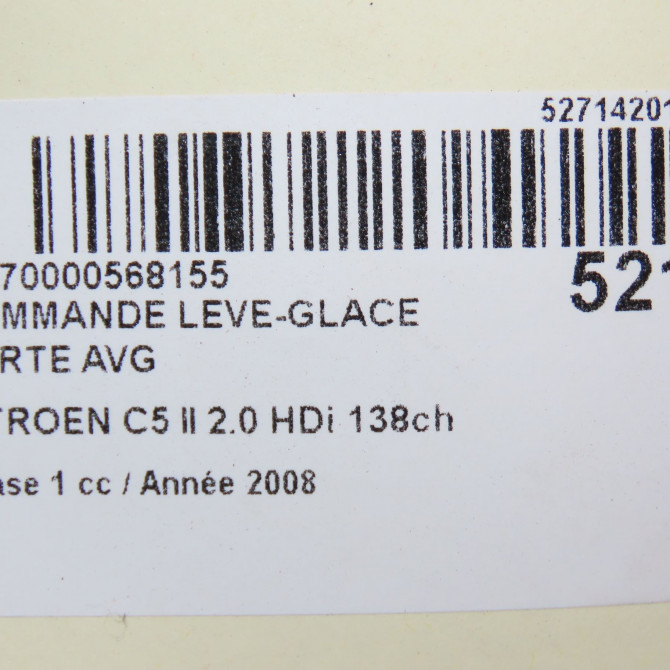 52714201
70000568155
521
MMANDE LEVE-GLACE
RTE AVG
TROEN C5 II 2.0 HDi 138ch
ase 1 cc / Année 2008